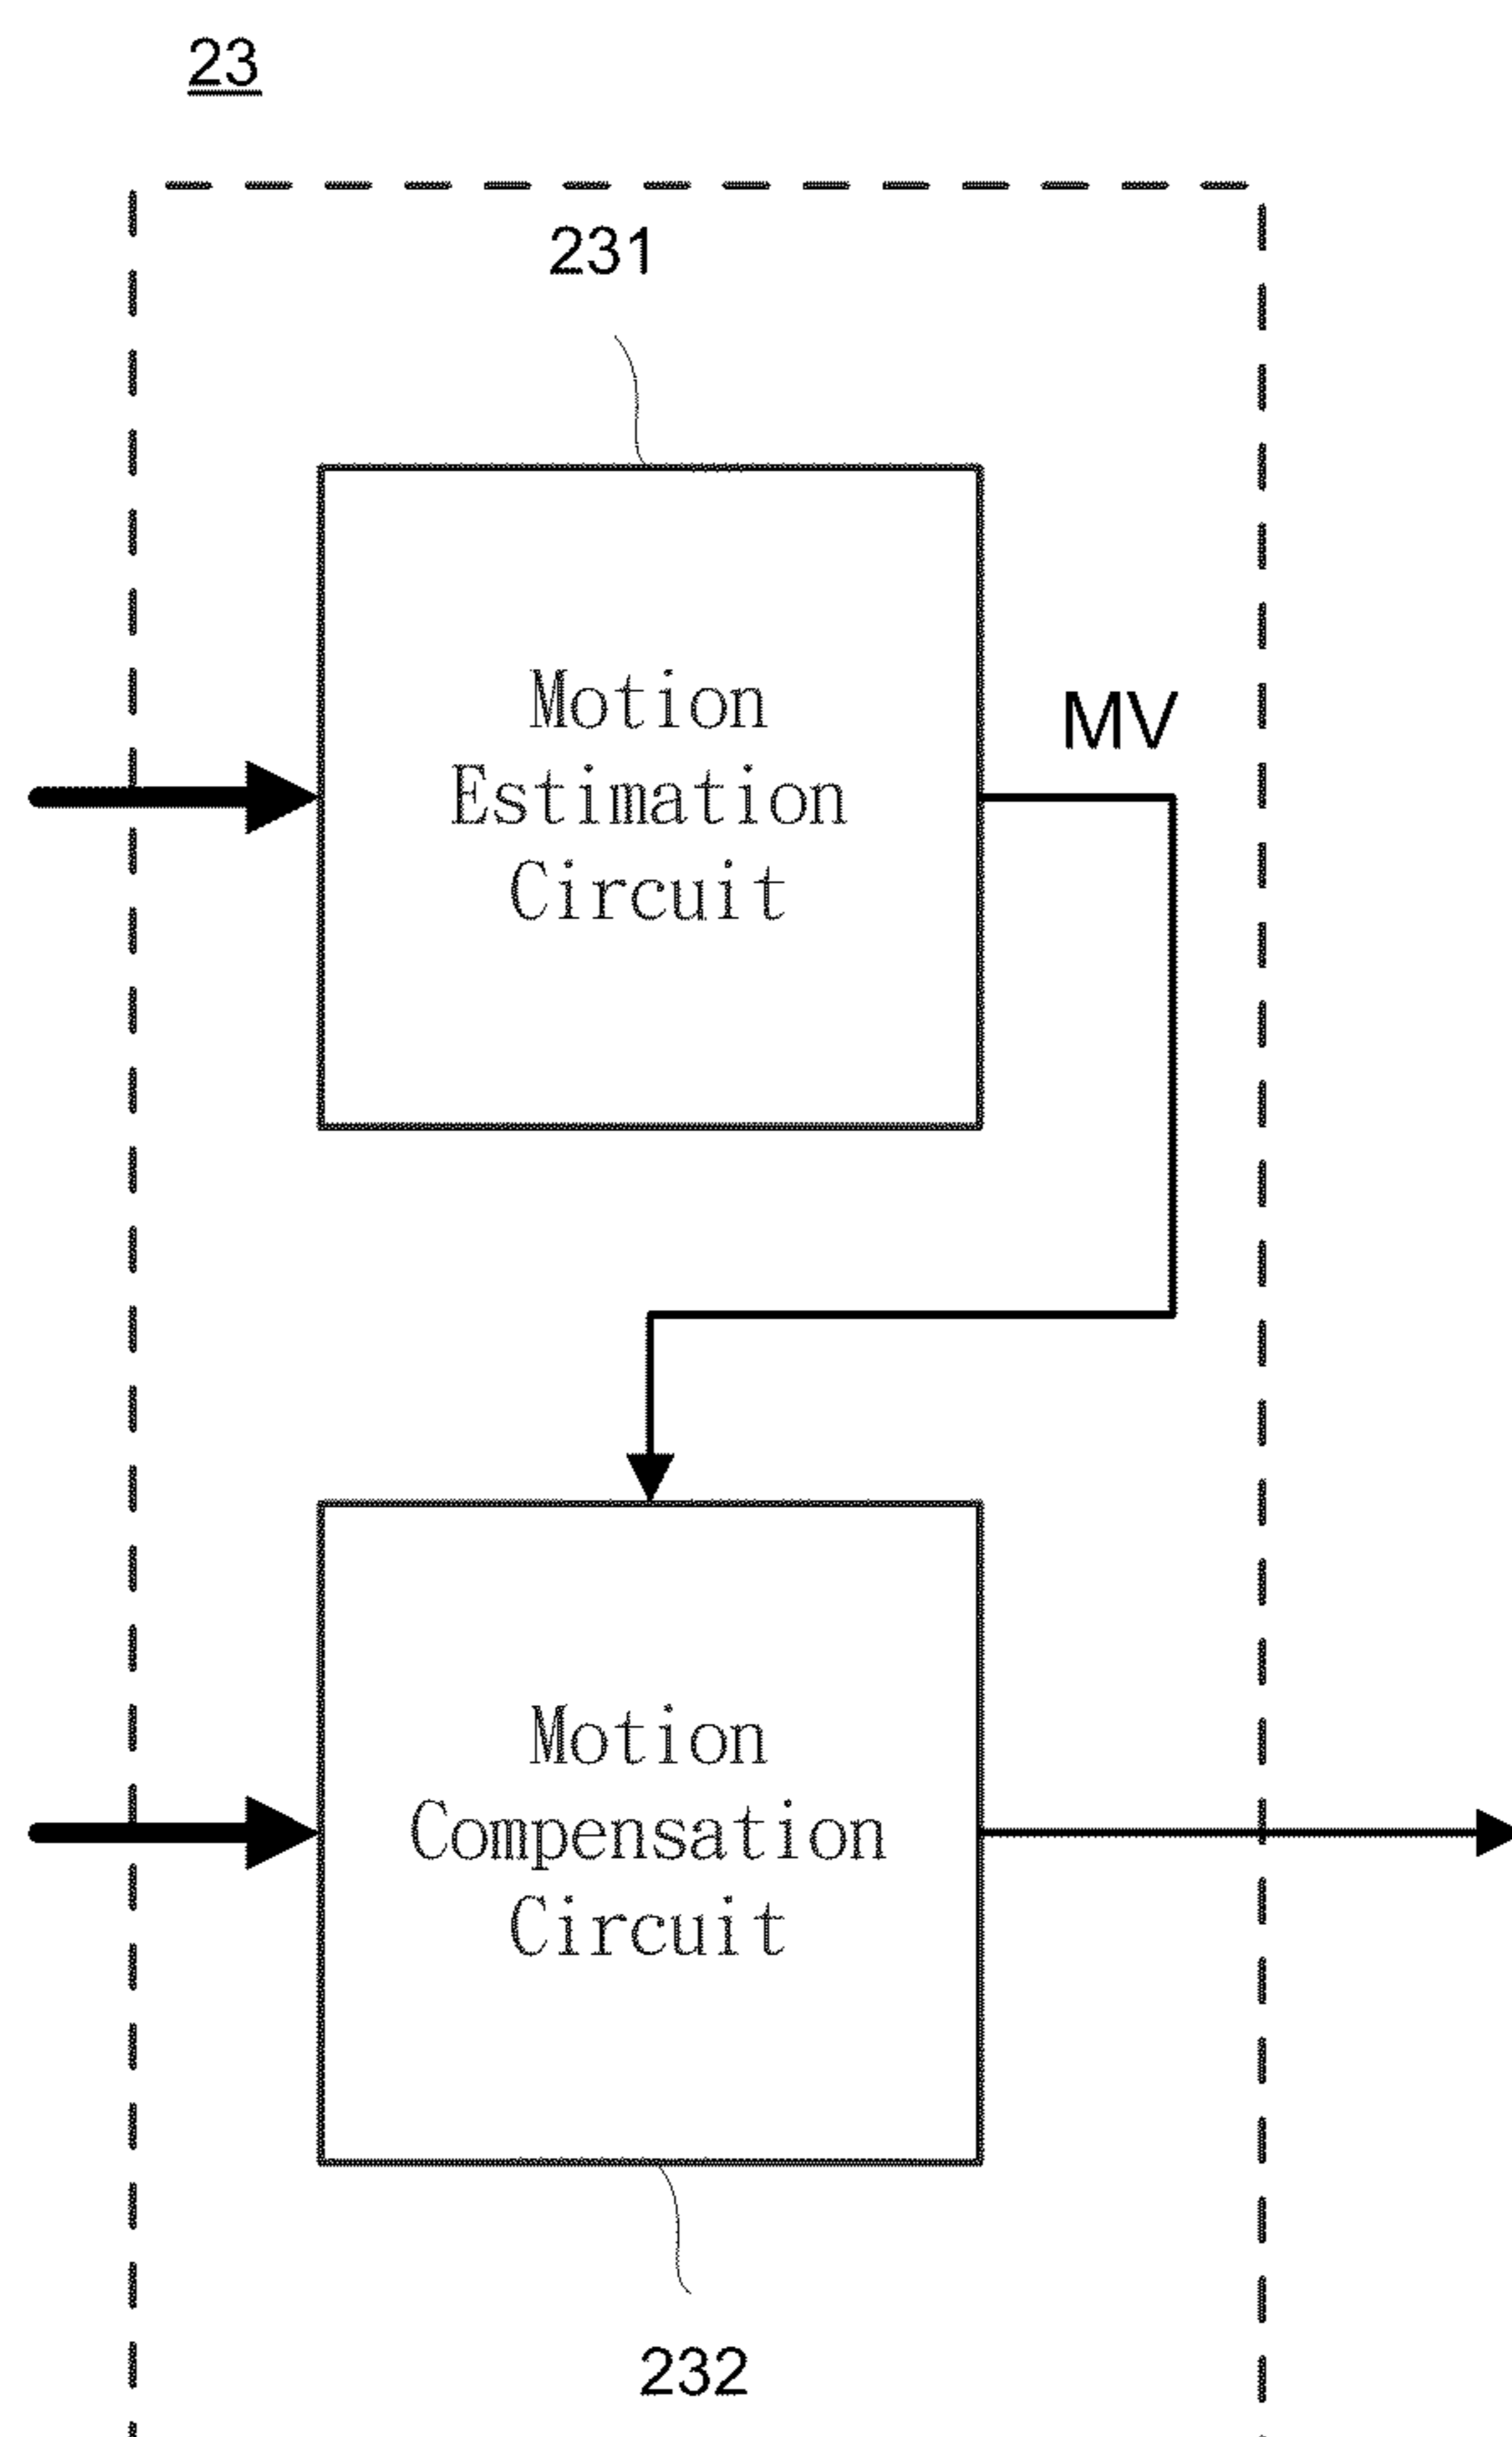 23
231
Motion
Estimation
Circuit
MV
Motion
Compensation
Circuit
232